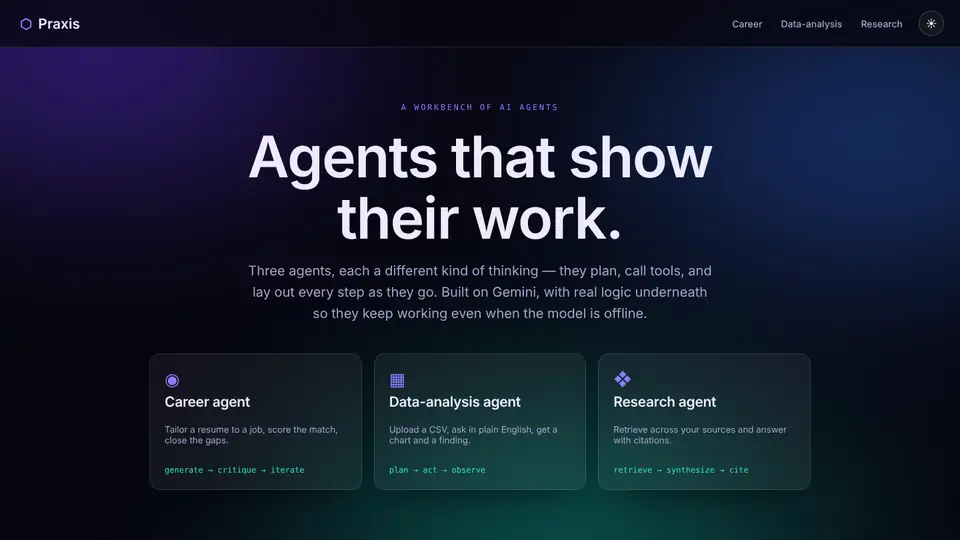 Praxis
Career
Data-analysis
Research
A WORKBENCH OF AI AGENTS
Agents that show
their work.
Three agents, each a different kind of thinking — they plan, call tools, and
lay out every step as they go. Built on Gemini, with real logic underneath
so they keep working even when the model is offline.
Career agent
Tailor a resume to a job, score the match,
close the gaps.
generate → critique → iterate
Data-analysis agent
Upload a CSV, ask in plain English, get a
chart and a finding.
plan → act → observe
Research agent
Retrieve across your sources and answer
with citations.
retrieve → synthesize → cite